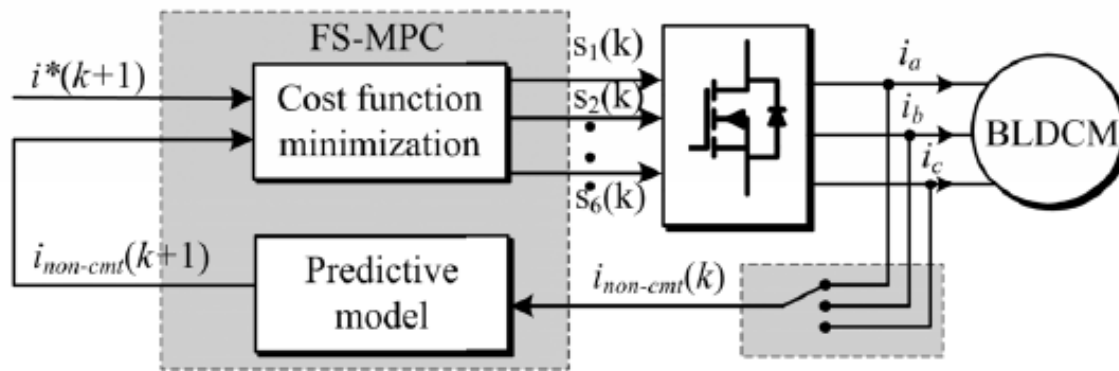 FS-MPC
i*(k+1)
Cost function
minimization
s1(k)
s2(k)
s6(k)
ia
ib
ic
BLDCM
inon-cmt(k+1)
Predictive
model
inon-cmt(k)